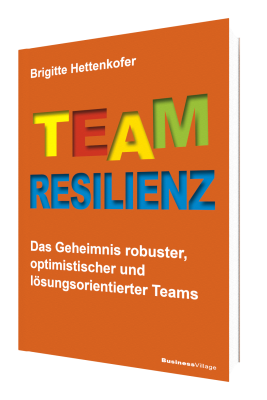 Brigitte Hettenkofer
TEAM
RESILIENZ
Das Geheimnis robuster,
optimistischer und
lösungsorientierter Teams
BusinessVillage